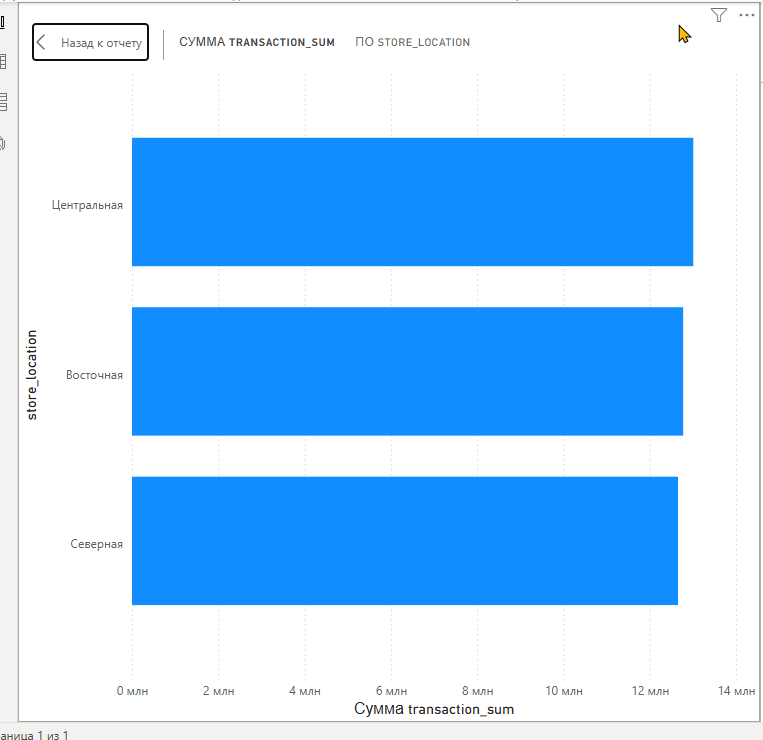 Назад к отчету
СУММА TRANSACTION_SUM ПО STORE_LOCATION
store_location
Центральная
Восточная
Северная
0 млн 2 млн 4 млн 6 млн 8 млн 10 млн 12 млн 14 млн
Сумма transaction_sum
аница 1 из 1